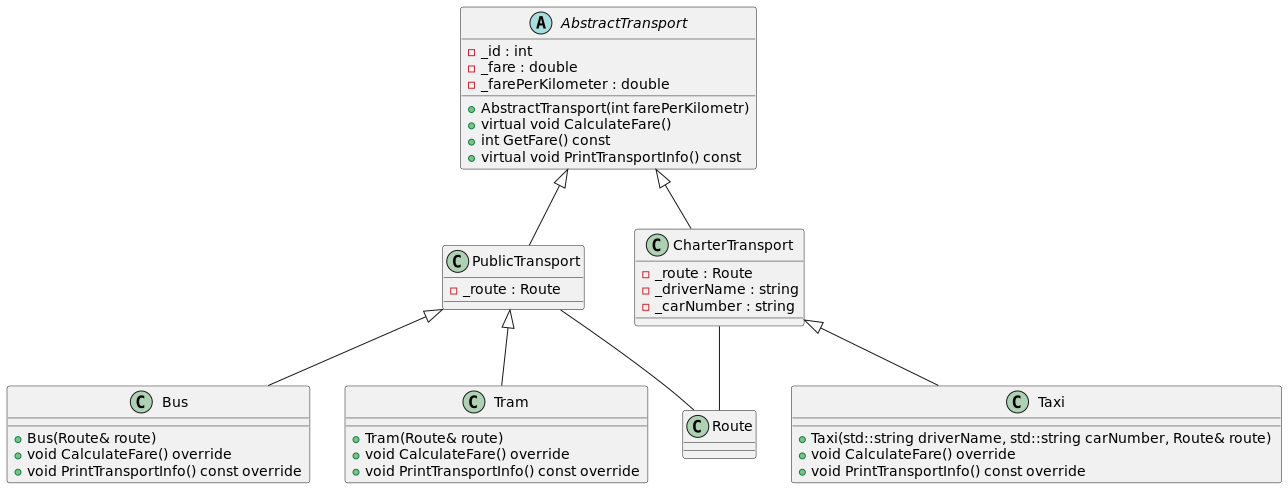 A AbstractTransport
_id : int
_fare : double
_farePerKilometer : double
AbstractTransport(int farePerKilometr)
virtual void CalculateFare()
int GetFare() const
virtual void PrintTransportInfo() const
C PublicTransport
_route : Route
C CharterTransport
_route : Route
_driverName : string
_carNumber : string
C Bus
Bus(Route& route)
void CalculateFare() override
void PrintTransportInfo() const override
C Tram
Tram(Route& route)
void CalculateFare() override
void PrintTransportInfo() const override
C Route
C Taxi
Taxi(std::string driverName, std::string carNumber, Route& route)
void CalculateFare() override
void PrintTransportInfo() const override